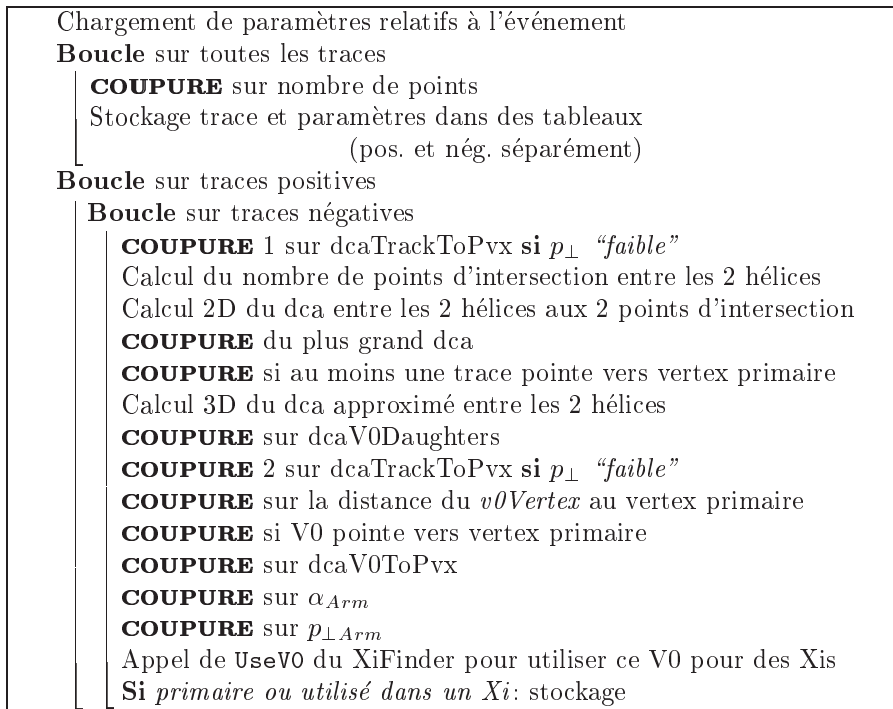 Chargement de paramètres relatifs à l'événement
Boucle sur toutes les traces
COUPURE sur nombre de points
Stockage trace et paramètres dans des tableaux
(pos. et nég. séparément)
Boucle sur traces positives
Boucle sur traces négatives
COUPURE 1 sur dcaTrackToPvx si p⊥ “faible”
Calcul du nombre de points d'intersection entre les 2 hélices
Calcul 2D du dca entre les 2 hélices aux 2 points d'intersection
COUPURE du plus grand dca
COUPURE si au moins une trace pointe vers vertex primaire
Calcul 3D du dca approximé entre les 2 hélices
COUPURE sur dcaV0Daughters
COUPURE 2 sur dcaTrackToPvx si p⊥ “faible”
COUPURE sur la distance du v0Vertex au vertex primaire
COUPURE si V0 pointe vers vertex primaire
COUPURE sur dcaV0ToPvx
COUPURE sur αArm
COUPURE sur p⊥Arm
Appel de UseV0 du XiFinder pour utiliser ce V0 pour des Xis
Si primaire ou utilisé dans un Xi: stockage